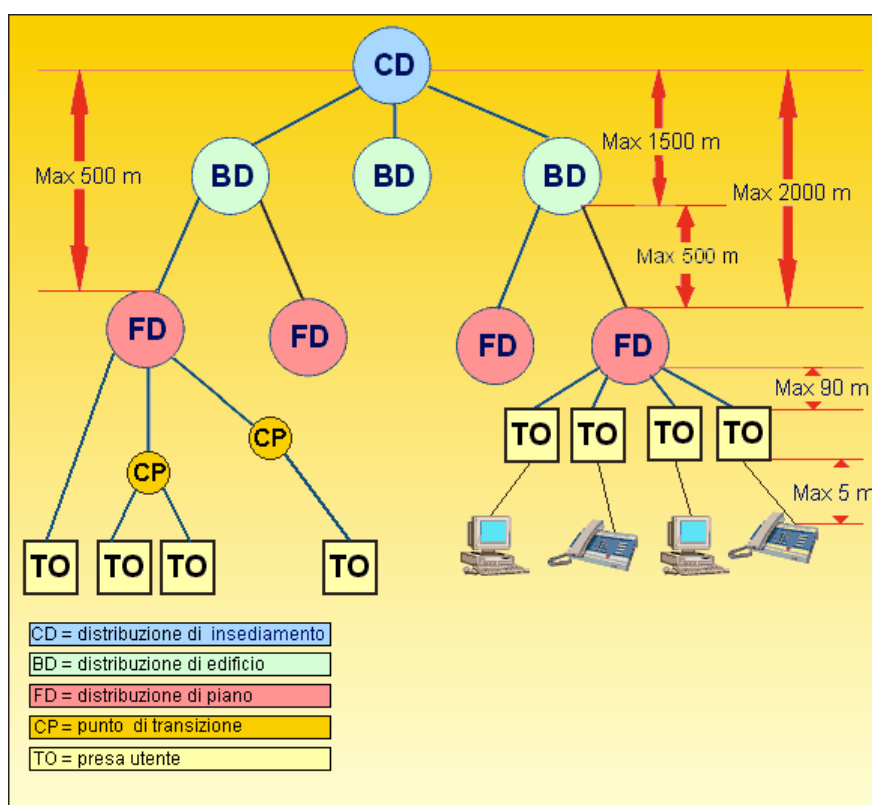 CD
Max 1500 m
BD
BD
BD
Max 500 m
Max 2000 m
Max 500 m
FD
FD
FD
FD
Max 90 m
TO
TO
TO
TO
CP
CP
Max 5 m
TO
TO
TO
TO
CD = distribuzione di insediamento
BD = distribuzione di edificio
FD = distribuzione di piano
CP = punto di transizione
TO = presa utente